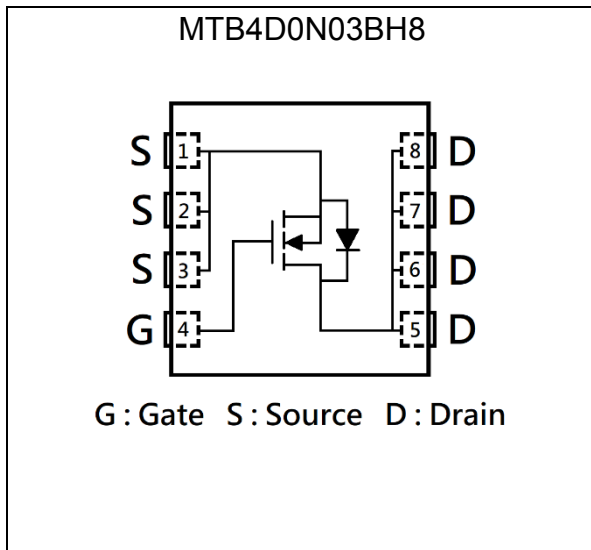 MTB4D0N03BH8
S 1 8 D
S 2 7 D
S 3 6 D
G 4 5 D
G : Gate S : Source D : Drain